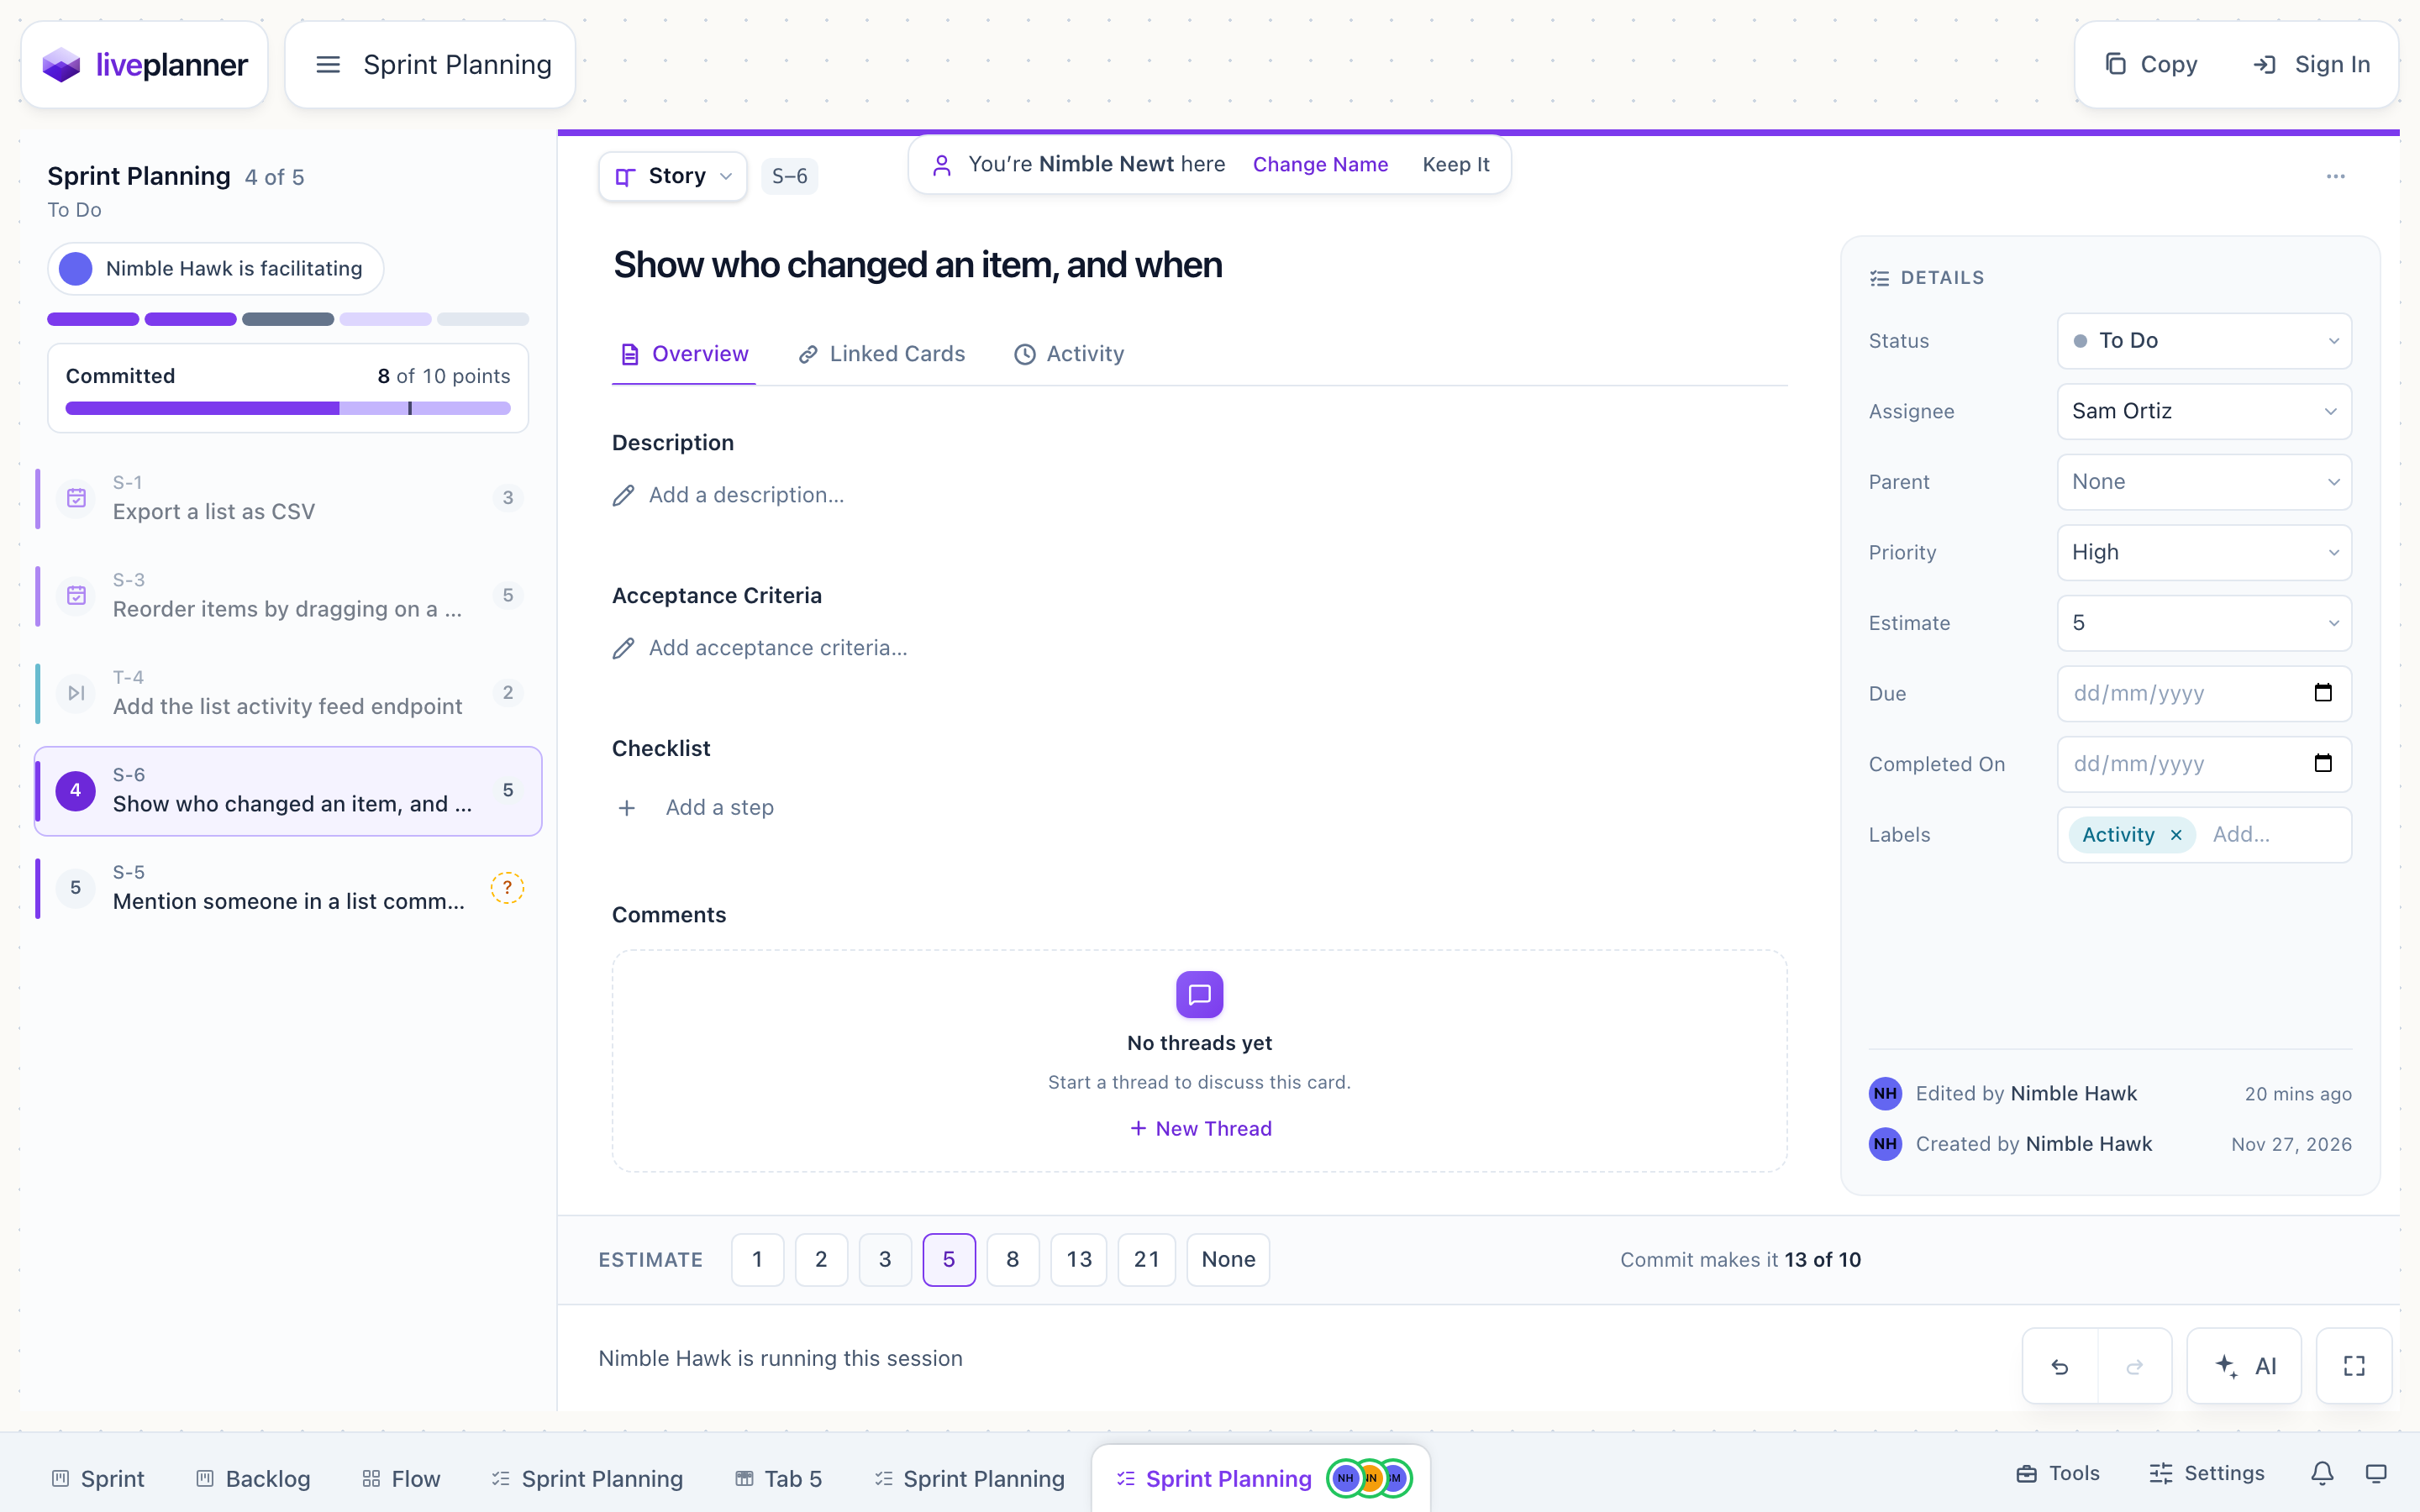 liveplanner
Sprint Planning
Copy
Sign In
Sprint Planning 4 of 5
To Do
Nimble Hawk is facilitating
Committed 8 of 10 points
S-1
Export a list as CSV 3
S-3
Reorder items by dragging on a ... 5
T-4
Add the list activity feed endpoint 2
4 S-6
Show who changed an item, and ... 5
5 S-5
Mention someone in a list comm... ?
Story S-6
You're Nimble Newt here Change Name Keep It
Show who changed an item, and when
Overview Linked Cards Activity
Description
Add a description...
Acceptance Criteria
Add acceptance criteria...
Checklist
Add a step
Comments
No threads yet
Start a thread to discuss this card.
+ New Thread
DETAILS
Status To Do
Assignee Sam Ortiz
Parent None
Priority High
Estimate 5
Due dd/mm/yyyy
Completed On dd/mm/yyyy
Labels Activity × Add...
NH Edited by Nimble Hawk 20 mins ago
NH Created by Nimble Hawk Nov 27, 2026
ESTIMATE 1 2 3 5 8 13 21 None Commit makes it 13 of 10
Nimble Hawk is running this session
AI
Sprint Backlog Flow Sprint Planning Tab 5 Sprint Planning Sprint Planning NH NN BM Tools Settings